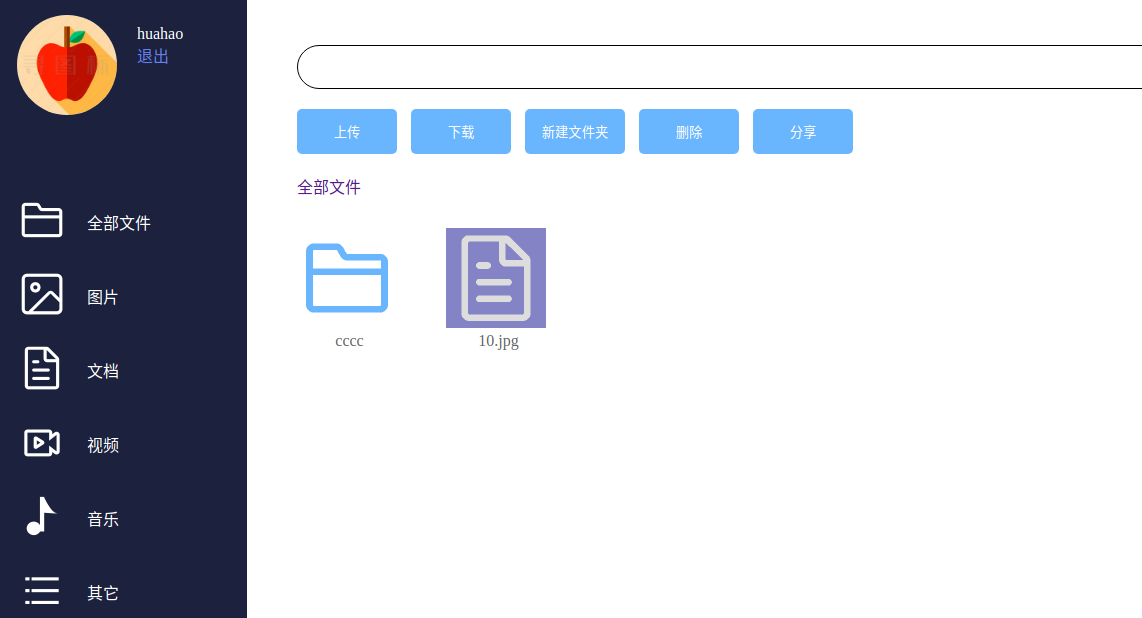 huahao
退出
上传 下载 新建文件夹 删除 分享
全部文件
cccc 10.jpg
全部文件
图片
文档
视频
音乐
其它